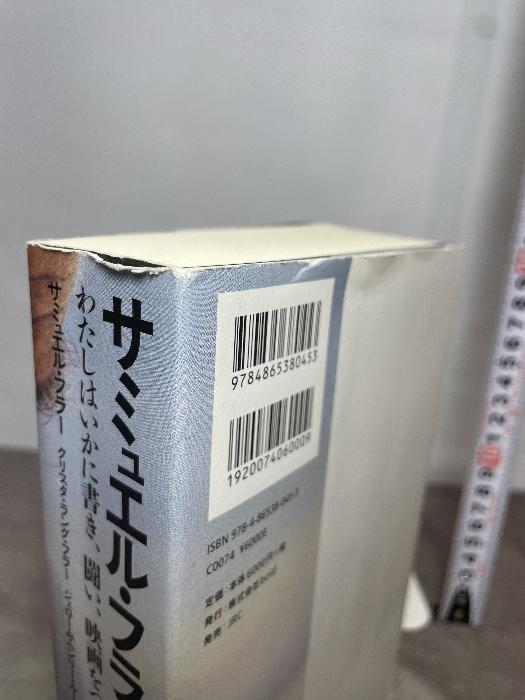 サミュエル・フラー クリスタ・ラング・フラー
わたしはいかに書き、闘い、映画を
サミュエル・フラ
9784865380453
1920074060009
ISBN 978-4-86538-045-3
C0074 ¥6000E
定価：本体6000円+税
発行：株式会社boid
発売：JRC